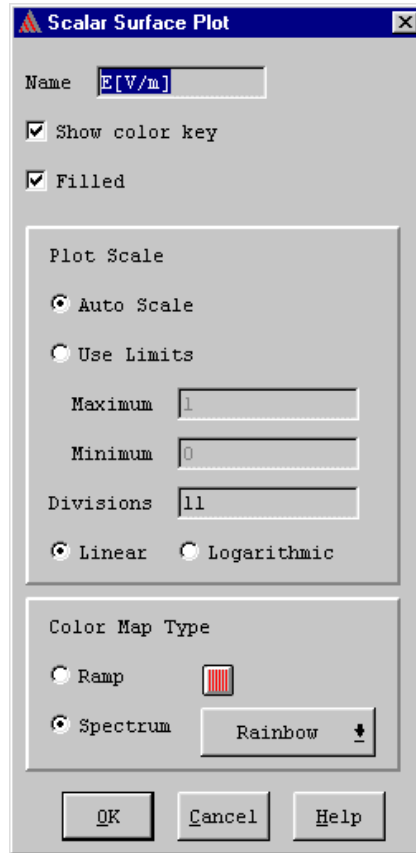 Scalar Surface Plot
Name E[V/m]
Show color key
Filled
Plot Scale
Auto Scale
Use Limits
Maximum 1
Minimum 0
Divisions 11
Linear Logarithmic
Color Map Type
Ramp
Spectrum Rainbow
OK Cancel Help